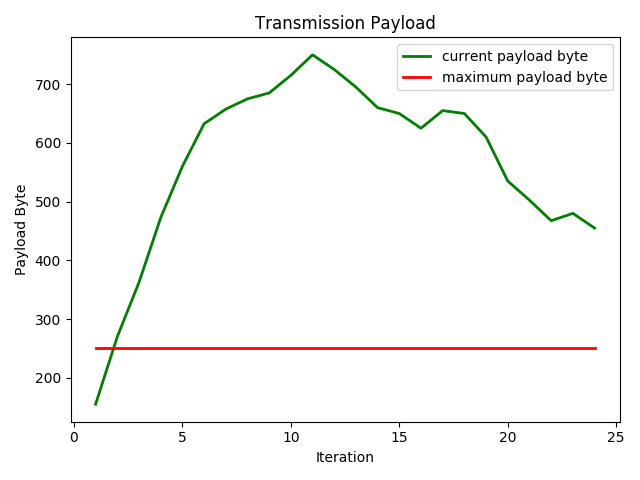 Transmission Payload
current payload byte
maximum payload byte
Payload Byte
700
600
500
400
300
200
0 5 10 15 20 25
Iteration